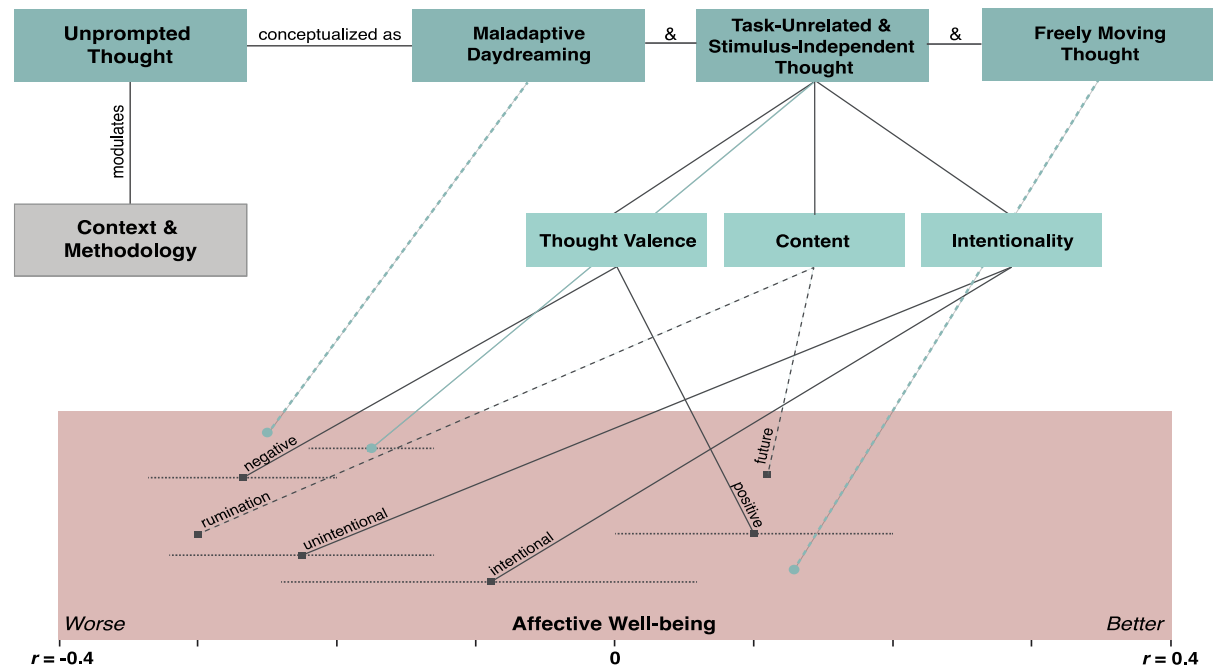 Unprompted
Thought
conceptualized as
Maladaptive
Daydreaming
&
Task-Unrelated &
Stimulus-Independent
Thought
&
Freely Moving
Thought
modulates
Context &
Methodology
Thought Valence
Content
Intentionality
negative
rumination
unintentional
intentional
positive
future
Worse
Affective Well-being
Better
r = -0.4
0
r = 0.4